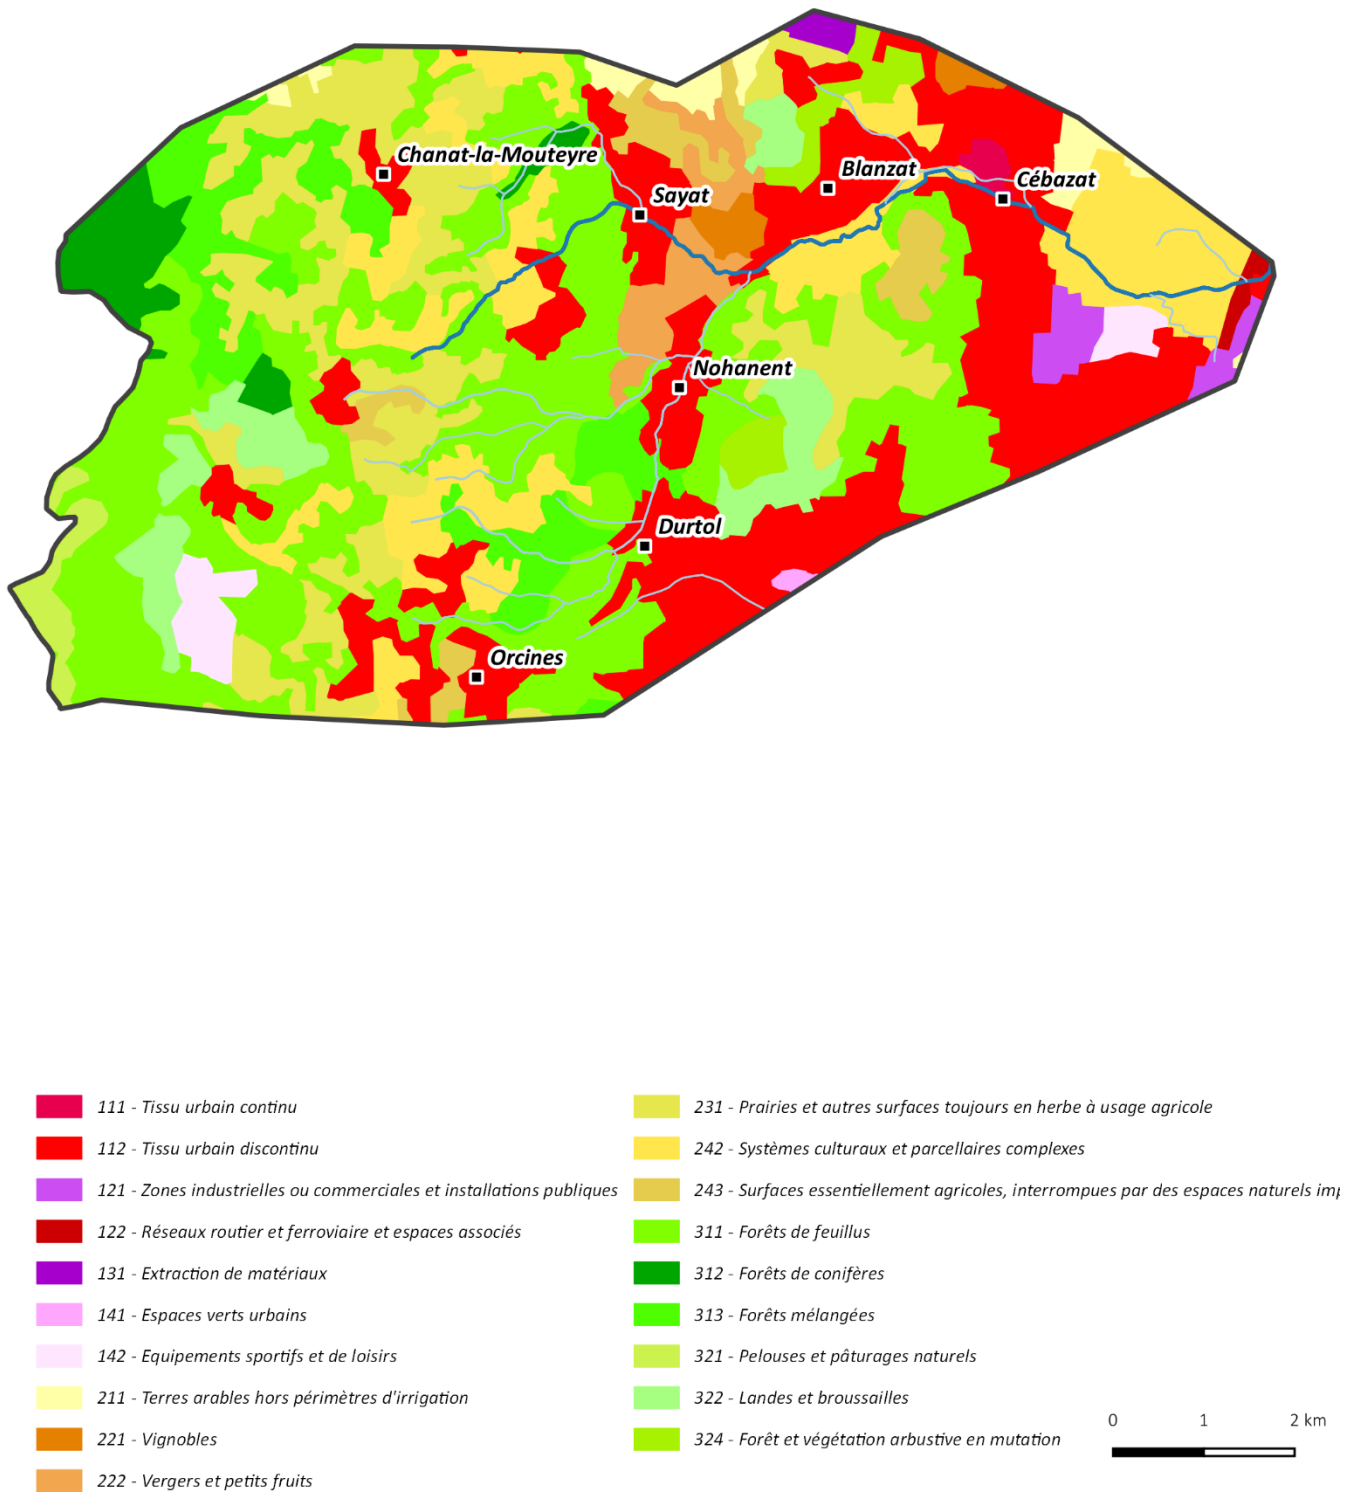 Chanat-la-Mouteyre
Blanzat
Cébazat
Sayat
Nohanent
Durtol
Orcines
111 - Tissu urbain continu
112 - Tissu urbain discontinu
121 - Zones industrielles ou commerciales et installations publiques
122 - Réseaux routier et ferroviaire et espaces associés
131 - Extraction de matériaux
141 - Espaces verts urbains
142 - Equipements sportifs et de loisirs
211 - Terres arables hors périmètres d'irrigation
221 - Vignobles
222 - Vergers et petits fruits
231 - Prairies et autres surfaces toujours en herbe à usage agricole
242 - Systèmes culturaux et parcellaires complexes
243 - Surfaces essentiellement agricoles, interrompues par des espaces naturels
311 - Forêts de feuillus
312 - Forêts de conifères
313 - Forêts mélangées
321 - Pelouses et pâturages naturels
322 - Landes et broussailles
324 - Forêt et végétation arbustive en mutation
0 1 2 km